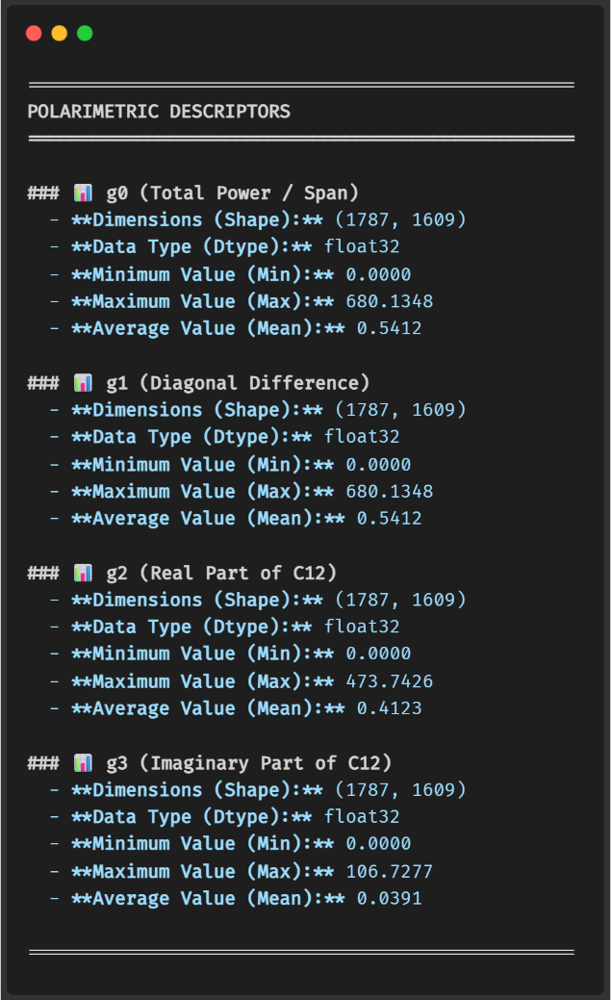 ==================================================
POLARIMETRIC DESCRIPTORS
==================================================
### 📊 g0 (Total Power / Span)
- **Dimensions (Shape):** (1787, 1609)
- **Data Type (Dtype):** float32
- **Minimum Value (Min):** 0.0000
- **Maximum Value (Max):** 680.1348
- **Average Value (Mean):** 0.5412
### 📊 g1 (Diagonal Difference)
- **Dimensions (Shape):** (1787, 1609)
- **Data Type (Dtype):** float32
- **Minimum Value (Min):** 0.0000
- **Maximum Value (Max):** 680.1348
- **Average Value (Mean):** 0.5412
### 📊 g2 (Real Part of C12)
- **Dimensions (Shape):** (1787, 1609)
- **Data Type (Dtype):** float32
- **Minimum Value (Min):** 0.0000
- **Maximum Value (Max):** 473.7426
- **Average Value (Mean):** 0.4123
### 📊 g3 (Imaginary Part of C12)
- **Dimensions (Shape):** (1787, 1609)
- **Data Type (Dtype):** float32
- **Minimum Value (Min):** 0.0000
- **Maximum Value (Max):** 106.7277
- **Average Value (Mean):** 0.0391
==================================================